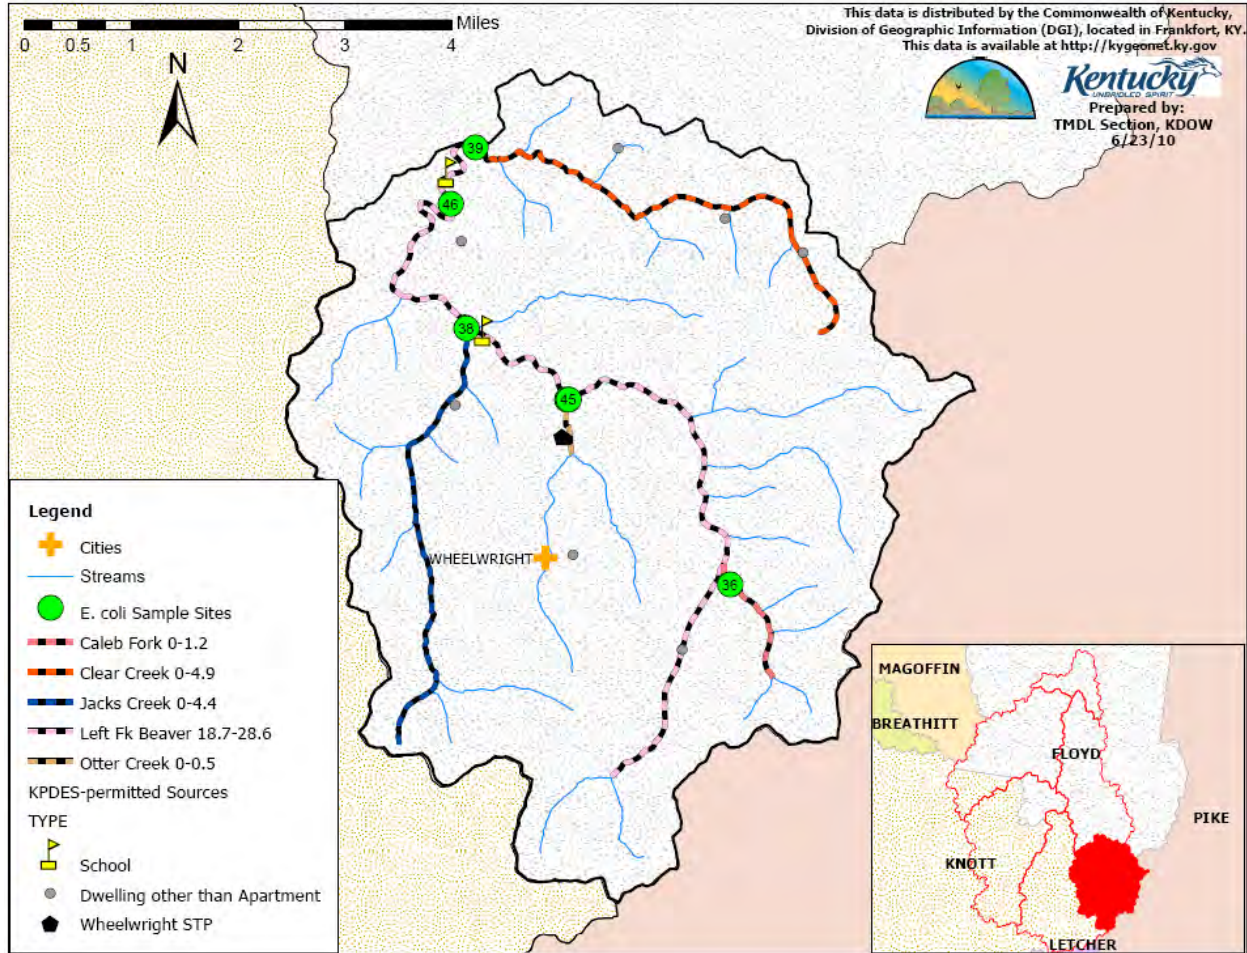 Miles
0 0.5 1 2 3 4
N
This data is distributed by the Commonwealth of Kentucky,
Division of Geographic Information (DGI), located in Frankfort, KY.
This data is available at http://kygeonet.ky.gov
Kentucky
UNBRIDLED SPIRIT
Prepared by:
TMDL Section, KDOW
6/23/10
39
46
38
45
WHEELWRIGHT
36
Legend
Cities
Streams
E. coli Sample Sites
Caleb Fork 0-1.2
Clear Creek 0-4.9
Jacks Creek 0-4.4
Left Fk Beaver 18.7-28.6
Otter Creek 0-0.5
KPDES-permitted Sources
TYPE
School
Dwelling other than Apartment
Wheelwright STP
MAGOFFIN
BREATHITT
FLOYD
PIKE
KNOTT
LETCHER